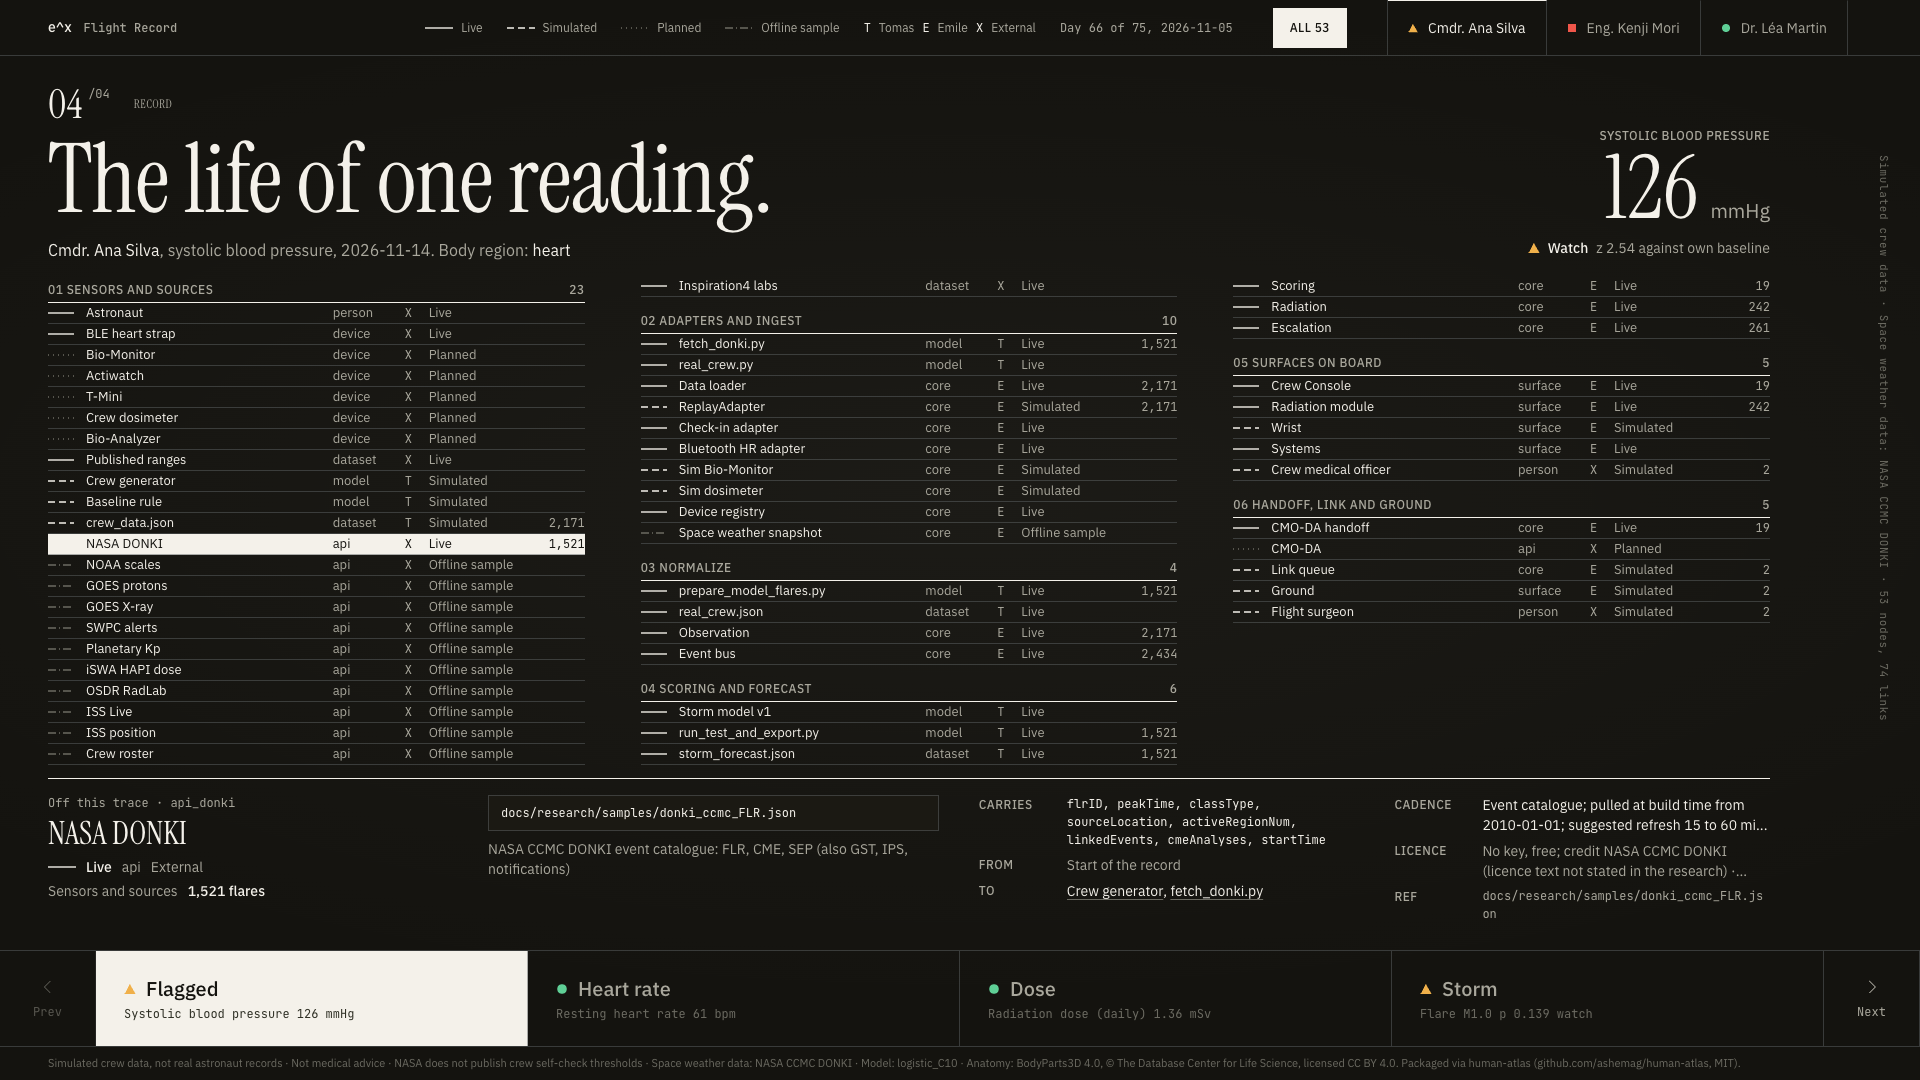 e^x Flight Record
Live Simulated Planned Offline sample T Tomas E Emile X External Day 66 of 75, 2026-11-05 ALL 53 Cmdr. Ana Silva Eng. Kenji Mori Dr. Léa Martin
04 /04 RECORD
The life of one reading.
Cmdr. Ana Silva, systolic blood pressure, 2026-11-14. Body region: heart
SYSTOLIC BLOOD PRESSURE
126 mmHg
Watch z 2.54 against own baseline
01 SENSORS AND SOURCES 23
Astronaut person X Live
BLE heart strap device X Live
Bio-Monitor device X Planned
Actiwatch device X Planned
T-Mini device X Planned
Crew dosimeter device X Planned
Bio-Analyzer device X Planned
Published ranges dataset X Live
Crew generator model T Simulated
Baseline rule model T Simulated
crew_data.json dataset T Simulated 2,171
NASA DONKI api X Live 1,521
NOAA scales api X Offline sample
GOES protons api X Offline sample
GOES X-ray api X Offline sample
SWPC alerts api X Offline sample
Planetary Kp api X Offline sample
iSWA HAPI dose api X Offline sample
OSDR RadLab api X Offline sample
ISS Live api X Offline sample
ISS position api X Offline sample
Crew roster api X Offline sample
Inspiration4 labs dataset X Live
02 ADAPTERS AND INGEST 10
fetch_donki.py model T Live 1,521
real_crew.py model T Live
Data loader core E Live 2,171
ReplayAdapter core E Simulated 2,171
Check-in adapter core E Live
Bluetooth HR adapter core E Live
Sim Bio-Monitor core E Simulated
Sim dosimeter core E Simulated
Device registry core E Live
Space weather snapshot core E Offline sample
03 NORMALIZE 4
prepare_model_flares.py model T Live 1,521
real_crew.json dataset T Live
Observation core E Live 2,171
Event bus core E Live 2,434
04 SCORING AND FORECAST 6
Storm model v1 model T Live
run_test_and_export.py model T Live 1,521
storm_forecast.json dataset T Live 1,521
Scoring core E Live 19
Radiation core E Live 242
Escalation core E Live 261
05 SURFACES ON BOARD 5
Crew Console surface E Live 19
Radiation module surface E Live 242
Wrist surface E Simulated
Systems surface E Live
Crew medical officer person X Simulated 2
06 HANDOFF, LINK AND GROUND 5
CMO-DA handoff core E Live 19
CMO-DA api X Planned
Link queue core E Simulated 2
Ground surface E Simulated 2
Flight surgeon person X Simulated 2
Simulated crew data · Space weather data: NASA CCMC DONKI · 53 nodes, 74 links
Off this trace · api_donki
NASA DONKI
Live api External
Sensors and sources 1,521 flares
docs/research/samples/donki_ccmc_FLR.json
NASA CCMC DONKI event catalogue: FLR, CME, SEP (also GST, IPS,
notifications)
CARRIES flrID, peakTime, classType,
sourceLocation, activeRegionNum,
linkedEvents, cmeAnalyses, startTime
FROM Start of the record
TO Crew generator, fetch_donki.py
CADENCE Event catalogue; pulled at build time from
2010-01-01; suggested refresh 15 to 60 mi...
LICENCE No key, free; credit NASA CCMC DONKI
(licence text not stated in the research) ·...
REF docs/research/samples/donki_ccmc_FLR.js
on
Prev
Flagged
Systolic blood pressure 126 mmHg
Heart rate
Resting heart rate 61 bpm
Dose
Radiation dose (daily) 1.36 mSv
Storm
Flare M1.0 p 0.139 watch
Next
Simulated crew data, not real astronaut records · Not medical advice · NASA does not publish crew self-check thresholds · Space weather data: NASA CCMC DONKI · Model: logistic_C10 · Anatomy: BodyParts3D 4.0, © The Database Center for Life Science, licensed CC BY 4.0. Packaged via human-atlas (github.com/ashemag/human-atlas, MIT).